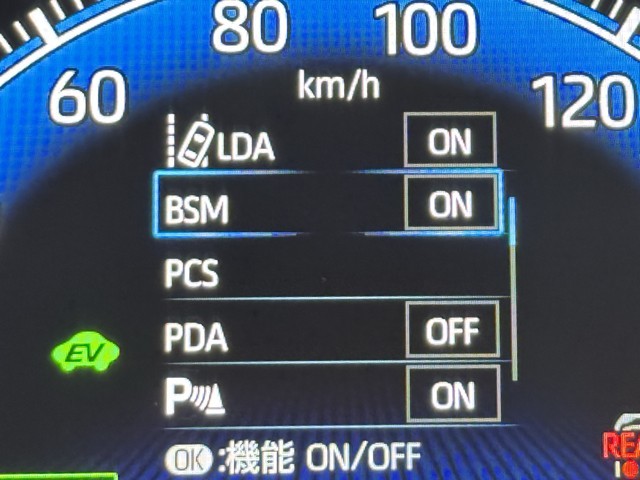 80 100
60 km/h 120
LDA ON
BSM ON
PCS
PDA OFF
EV
P ON
OK :機能 ON/OFF